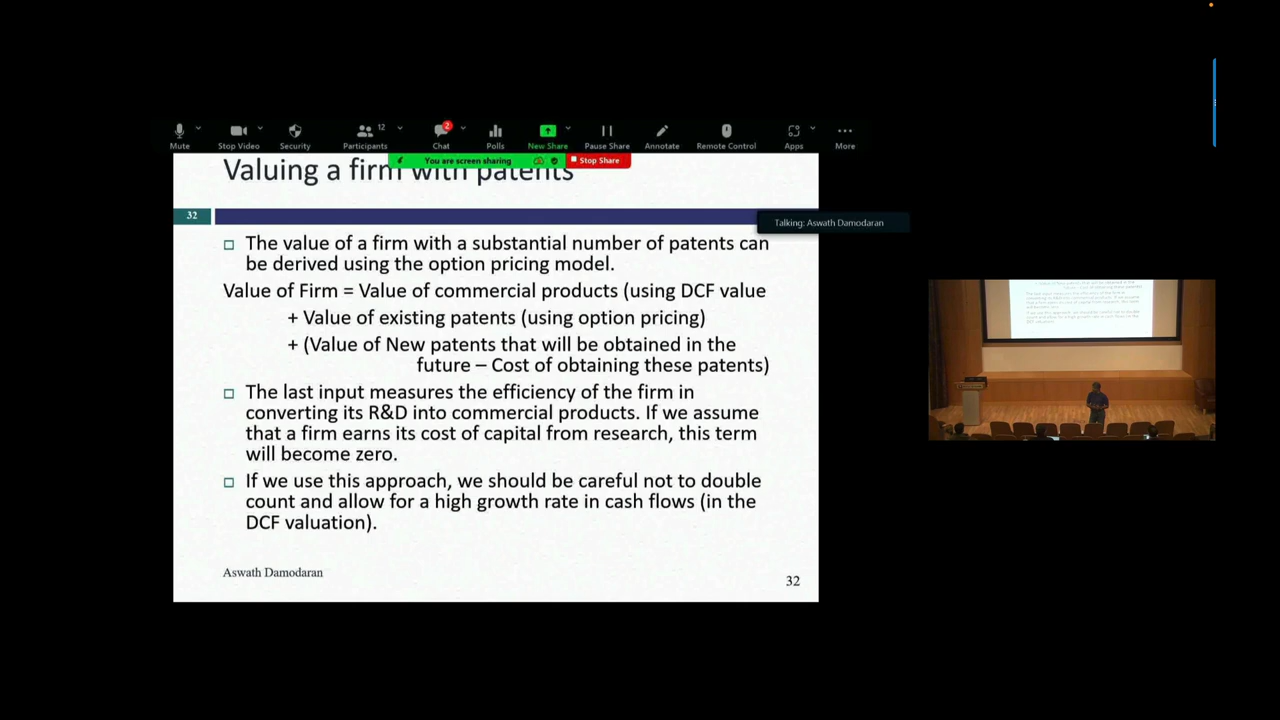 12
2
Mute
Stop Video
Security
Participants
Chat
Polls
New Share
Pause Share
Annotate
Remote Control
Apps
More
You are screen sharing
Stop Share
Valuing a firm with patents
32
Talking: Aswath Damodaran
The value of a firm with a substantial number of patents can
be derived using the option pricing model.
Value of Firm = Value of commercial products (using DCF value
+ Value of existing patents (using option pricing)
+ (Value of New patents that will be obtained in the
future – Cost of obtaining these patents)
The last input measures the efficiency of the firm in
converting its R&D into commercial products. If we assume
that a firm earns its cost of capital from research, this term
will become zero.
If we use this approach, we should be careful not to double
count and allow for a high growth rate in cash flows (in the
DCF valuation).
Aswath Damodaran
32